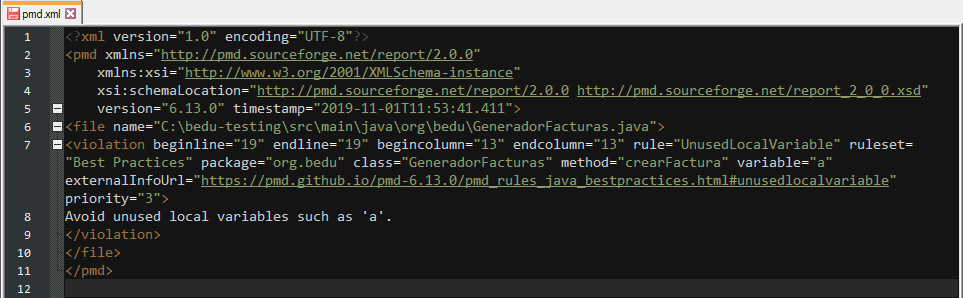 pmd.xml
1 <?xml version="1.0" encoding="UTF-8"?>
2 <pmd xmlns="http://pmd.sourceforge.net/report/2.0.0"
3 xmlns:xsi="http://www.w3.org/2001/XMLSchema-instance"
4 xsi:schemaLocation="http://pmd.sourceforge.net/report/2.0.0 http://pmd.sourceforge.net/report_2_0_0.xsd"
5 version="6.13.0" timestamp="2019-11-01T11:53:41.411">
6 <file name="C:\bedu-testing\src\main\java\org\bedu\GeneradorFacturas.java">
7 <violation beginline="19" endline="19" begincolumn="13" endcolumn="13" rule="UnusedLocalVariable" ruleset=
"Best Practices" package="org.bedu" class="GeneradorFacturas" method="crearFactura" variable="a"
externalInfoUrl="https://pmd.github.io/pmd-6.13.0/pmd_rules_java_bestpractices.html#unusedlocalvariable"
priority="3">
8 Avoid unused local variables such as 'a'.
9 </violation>
10 </file>
11 </pmd>
12